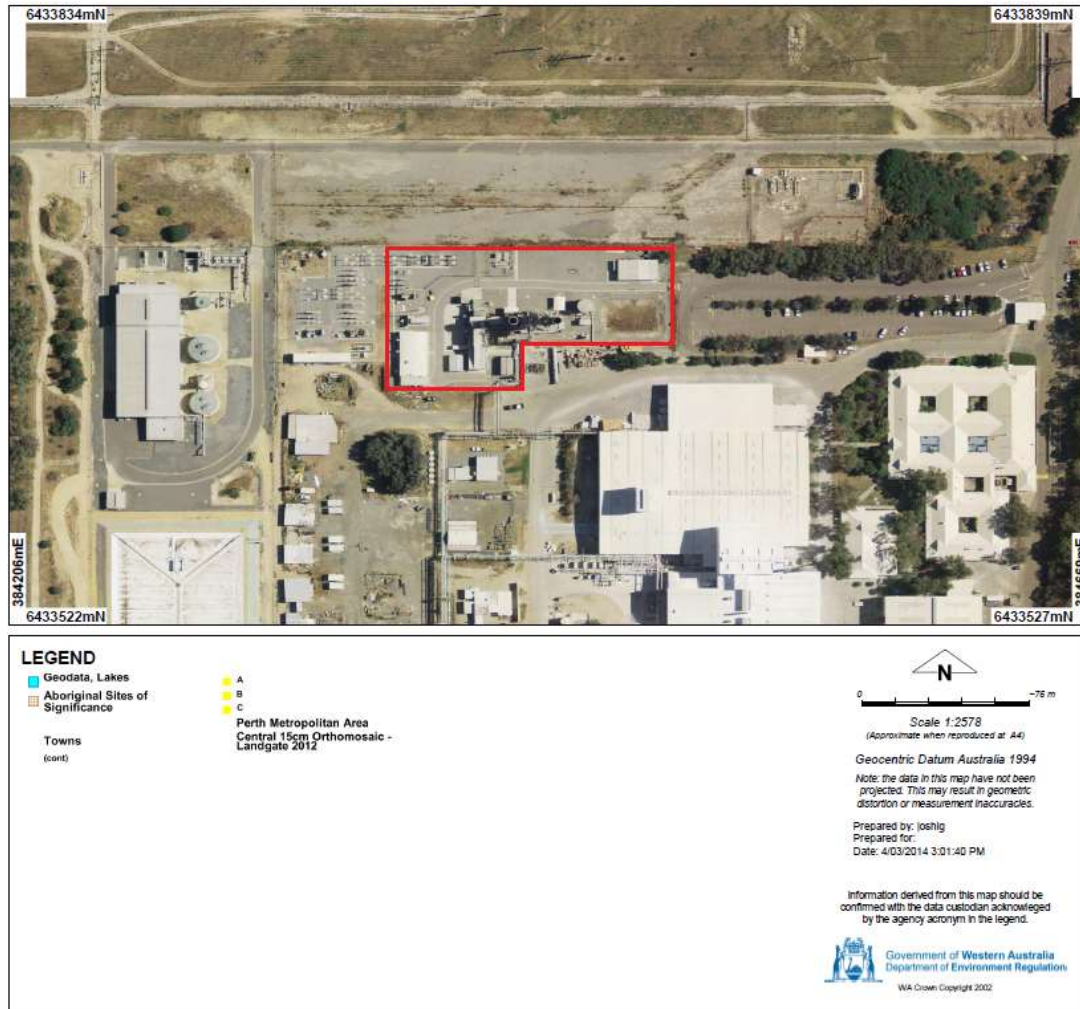 6433834mN
6433839mN
384206mE
6433522mN
6433527mN
LEGEND
Geodata, Lakes
Aboriginal Sites of
Significance
Towns
(cont)
A
B
C
Perth Metropolitan Area
Central 15cm Orthomosaic -
Landgate 2012
N
0
~76 m
Scale 1:2578
(Approximate when reproduced at A4)
Geocentric Datum Australia 1994
Note: the data in this map have not been
projected. This may result in geometric
distortion or measurement inaccuracies.
Prepared by: joshig
Prepared for:
Date: 4/03/2014 3:01:40 PM
Information derived from this map should be
confirmed with the data custodian acknowleged
by the agency acronym in the legend.
Government of Western Australia
Department of Environment Regulation
WA Crown Copyright 2002